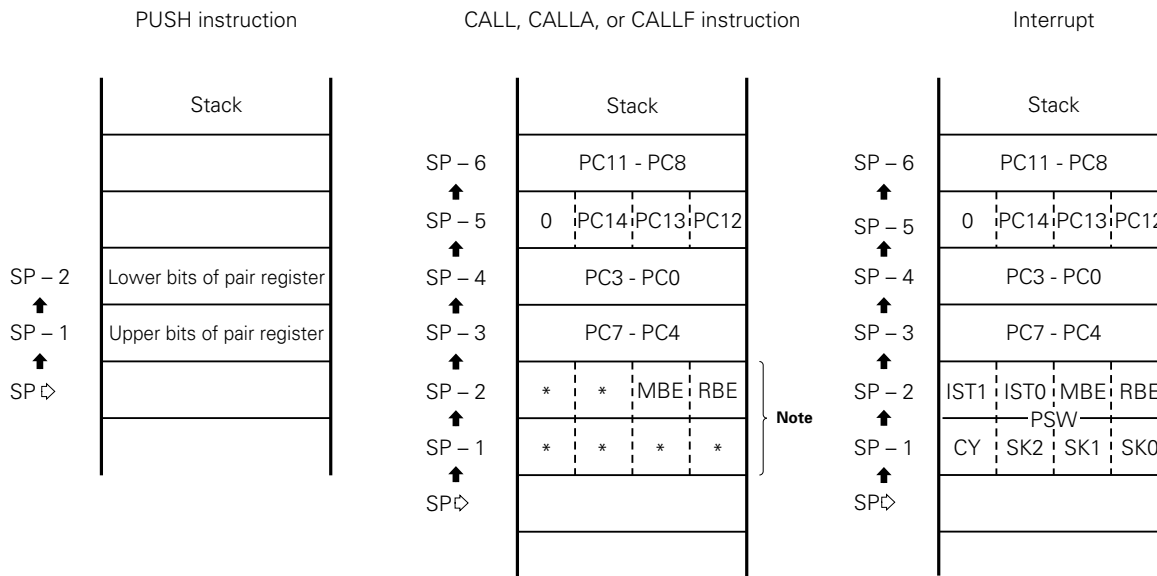 PUSH instruction
Stack
SP – 2 Lower bits of pair register
SP – 1 Upper bits of pair register
SP
CALL, CALLA, or CALLF instruction
Stack
SP – 6 PC11 - PC8
SP – 5 0 PC14 PC13 PC12
SP – 4 PC3 - PC0
SP – 3 PC7 - PC4
SP – 2 * * MBE RBE
Note
SP – 1 * * * *
SP
Interrupt
Stack
SP – 6 PC11 - PC8
SP – 5 0 PC14 PC13 PC12
SP – 4 PC3 - PC0
SP – 3 PC7 - PC4
SP – 2 IST1 IST0 MBE RBE
PSW
SP – 1 CY SK2 SK1 SK0
SP